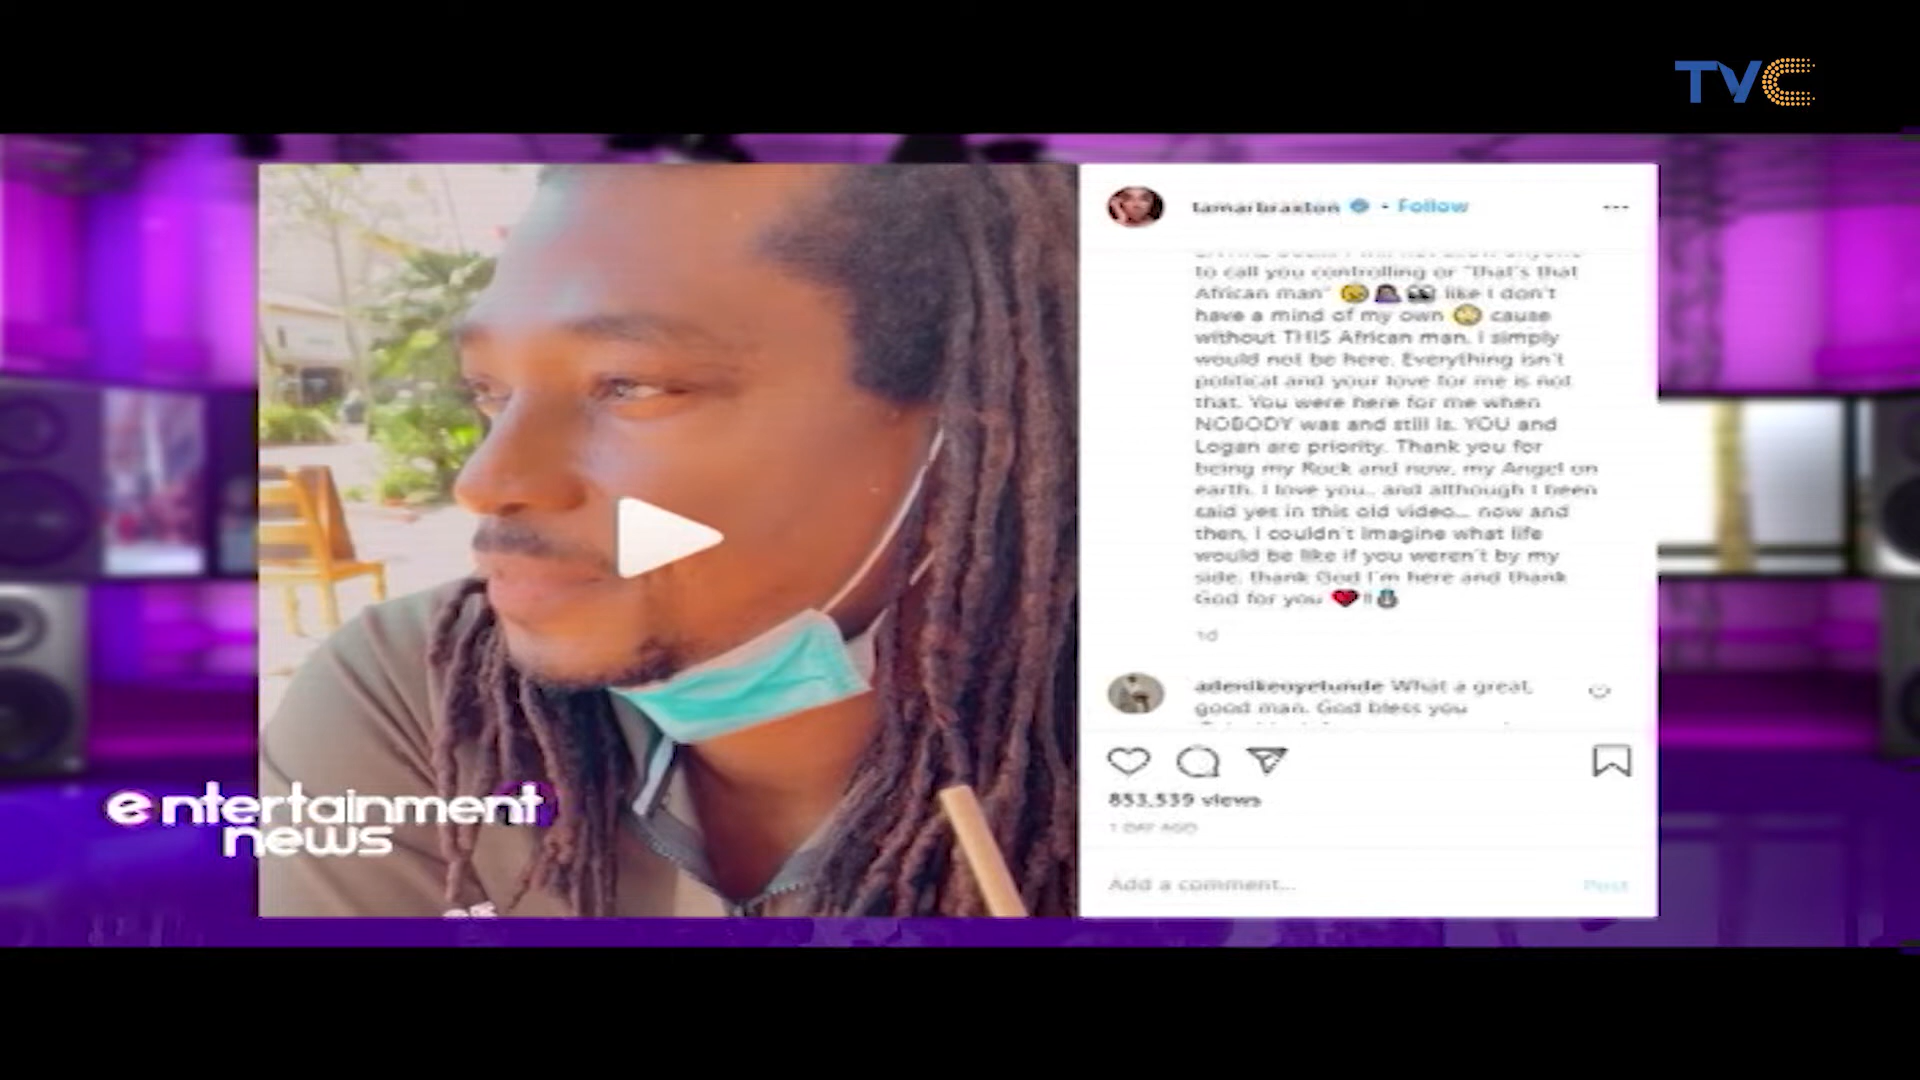 TVC
tamarbraxton • Follow
to call you controlling or "that's that
African man" like I don't
have a mind of my own cause
without THIS African man, I simply
would not be here. Everything isn't
political and your love for me is not
that. You were here for me when
NOBODY was and still is. YOU and
Logan are priority. Thank you for
being my Rock and now, my Angel on
earth. I love you.. and although I been
said yes in this old video... now and
then, I couldn't imagine what life
would be like if you weren't by my
side. thank God I'm here and thank
God for you ❤️!!
1d
adenikeoyetunde What a great,
good man. God bless you
853,539 views
1 DAY AGO
Add a comment...
Post
entertainment
news